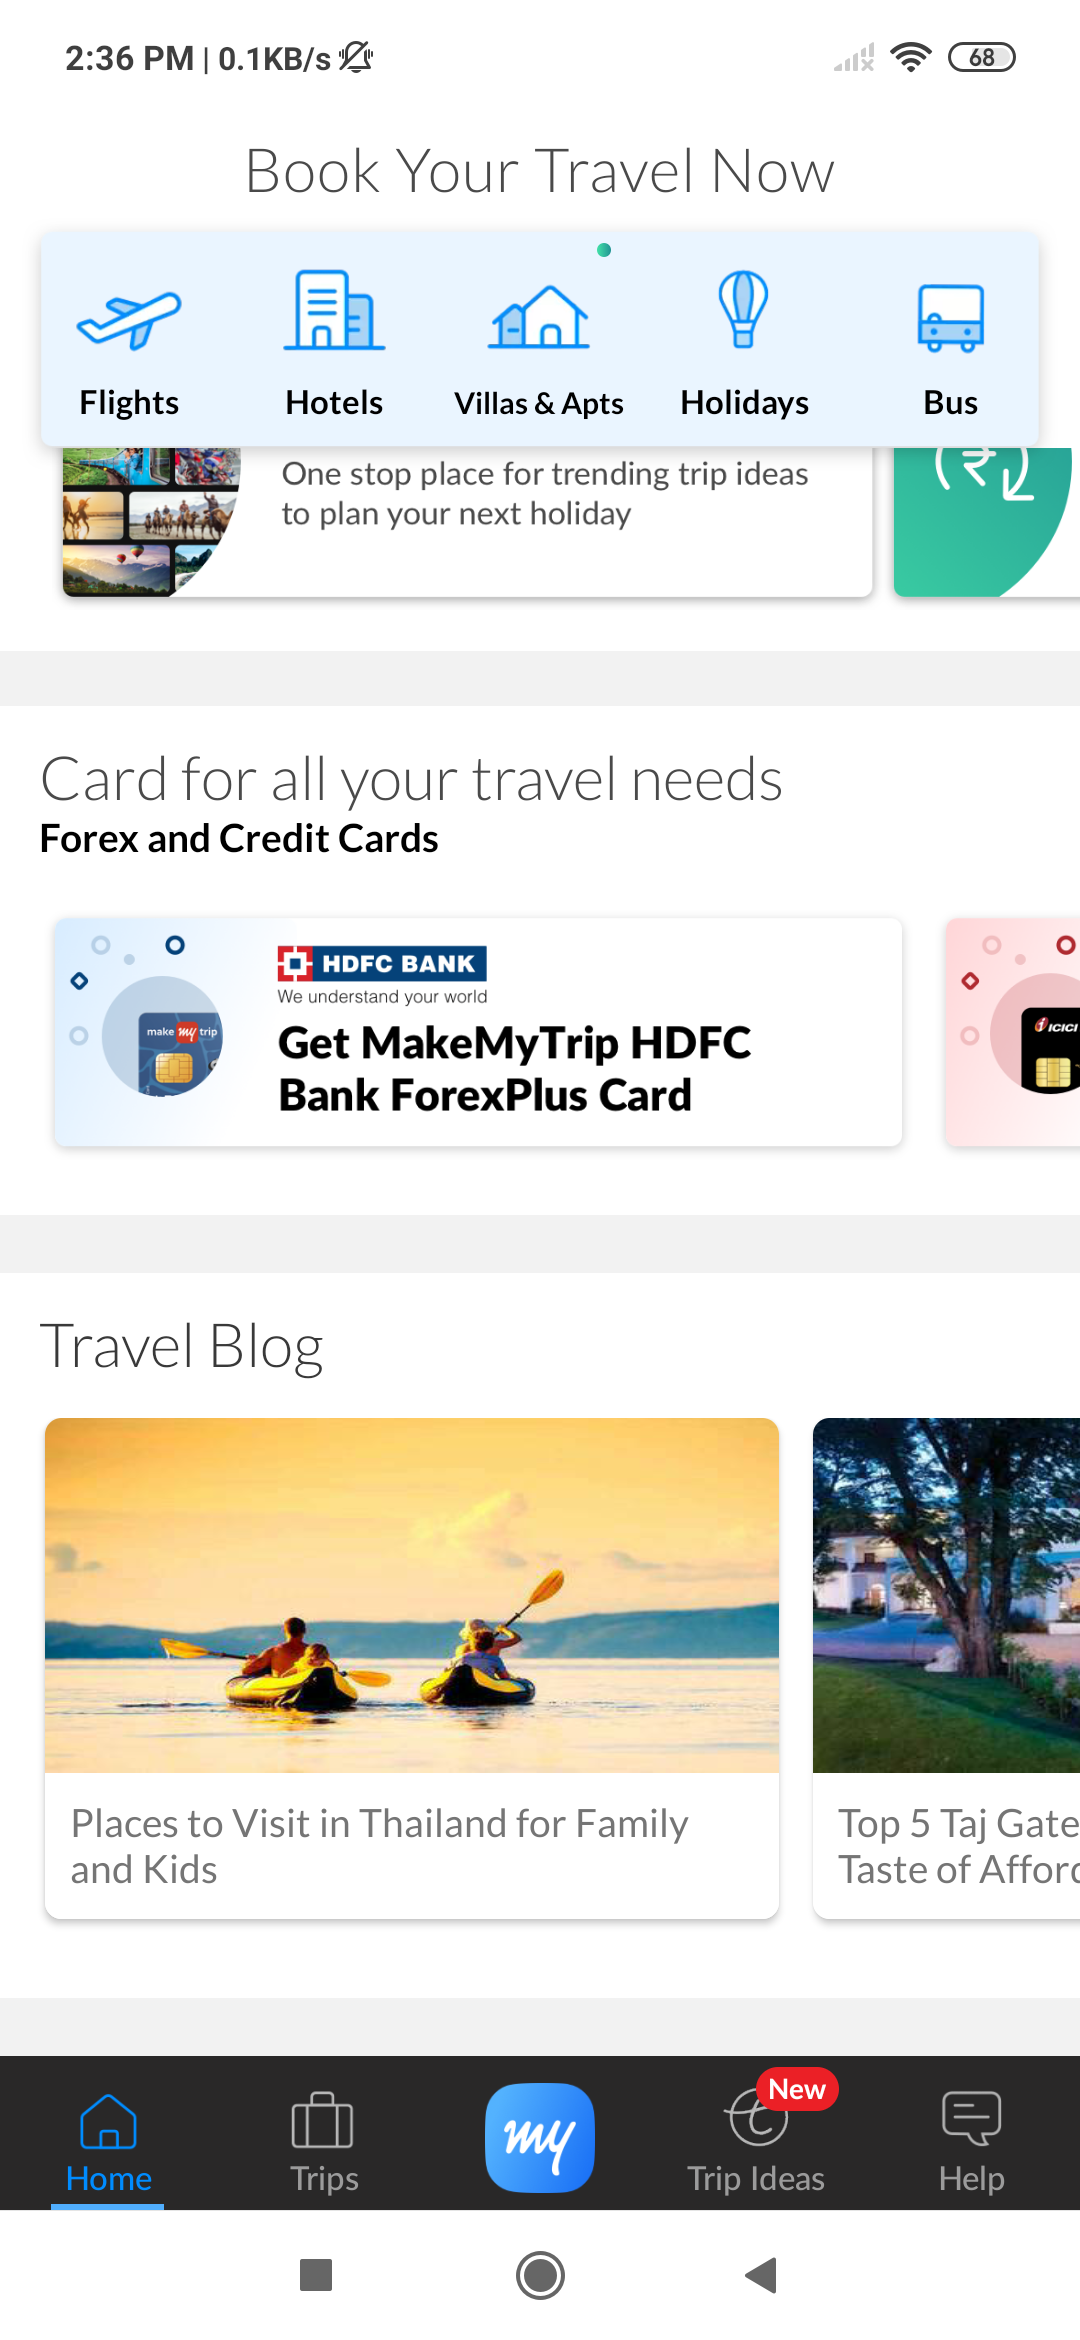 2:36 PM | 0.1KB/s
68
Book Your Travel Now
Flights
Hotels
Villas & Apts
Holidays
Bus
One stop place for trending trip ideas
to plan your next holiday
₹
Card for all your travel needs
Forex and Credit Cards
HDFC BANK
We understand your world
make my trip
Get MakeMyTrip HDFC
Bank ForexPlus Card
ICICI
Travel Blog
Places to Visit in Thailand for Family
and Kids
Top 5 Taj Gate
Taste of Afford
my
New
Home
Trips
Trip Ideas
Help